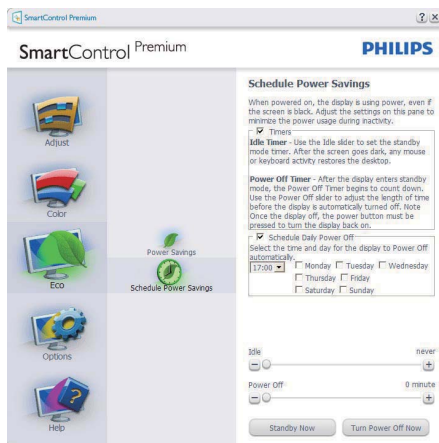 SmartControl Premium
SmartControl Premium
PHILIPS
Adjust
Color
Eco
Options
Help
Power Savings
Schedule Power Savings
Schedule Power Savings
When powered on, the display is using power, even if
the screen is black. Adjust the settings on this pane to
minimize the power usage during inactivity.
Timers
Idle Timer - Use the Idle slider to set the standby
mode timer. After the screen goes dark, any mouse
or keyboard activity restores the desktop.
Power Off Timer - After the display enters standby
mode, the Power Off Timer begins to count down.
Use the Power Off slider to adjust the length of time
before the display is automatically turned off. Note
Once the display off, the power button must be
pressed to turn the display back on.
Schedule Daily Power Off
Select the time and day for the display to Power Off
automatically.
17:00 Monday Tuesday Wednesday
Thursday Friday
Saturday Sunday
Idle never
Power Off 0 minute
Standby Now Turn Power Off Now